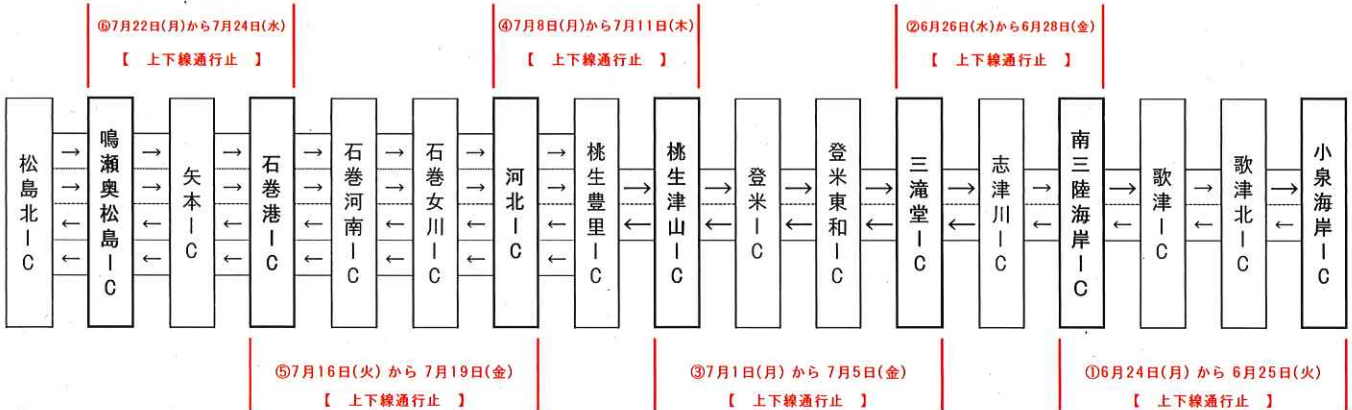 ⑥7月22日(月)から7月24日(水)
【 上下線通行止 】
④7月8日(月)から7月11日(木)
【 上下線通行止 】
②6月26日(水)から6月28日(金)
【 上下線通行止 】
松島北IC
鳴瀬奥松島IC
矢本IC
石巻港IC
石巻河南IC
石巻女川IC
河北IC
桃生豊里IC
桃生津山IC
登米IC
登米東和IC
三滝堂IC
志津川IC
南三陸海岸IC
歌津IC
歌津北IC
小泉海岸IC
⑤7月16日(火) から 7月19日(金)
【 上下線通行止 】
③7月1日(月) から 7月5日(金)
【 上下線通行止 】
①6月24日(月) から 6月25日(火)
【 上下線通行止 】